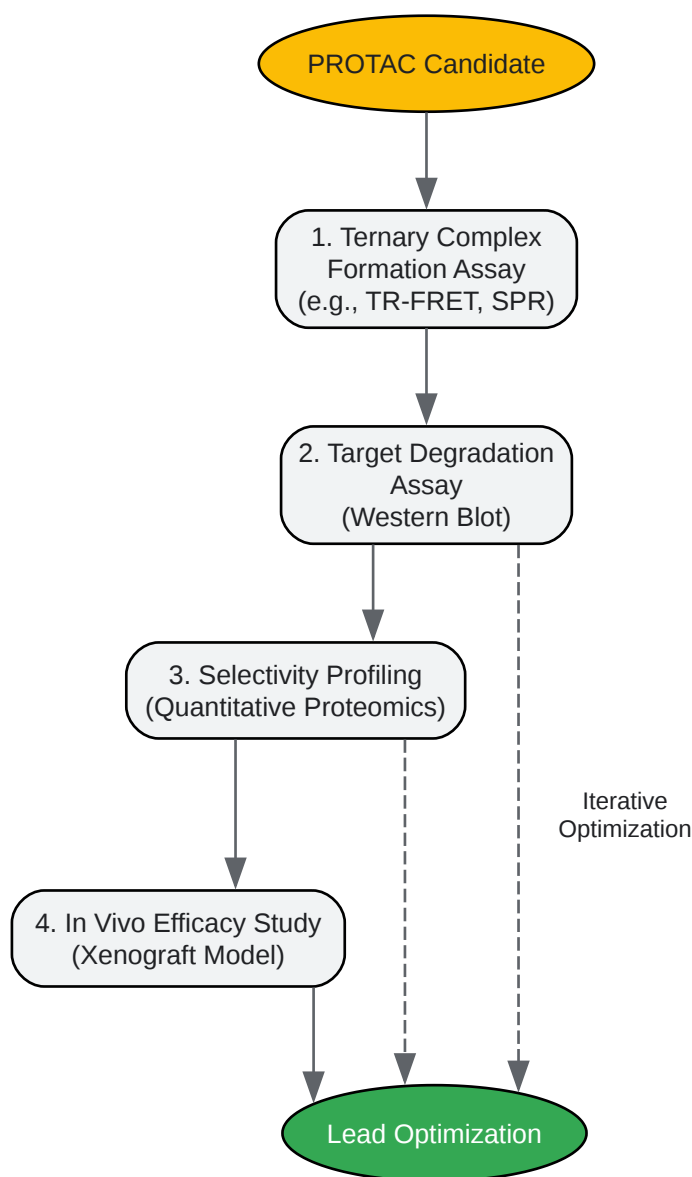 PROTAC Candidate
1. Ternary Complex
Formation Assay
(e.g., TR-FRET, SPR)
2. Target Degradation
Assay
(Western Blot)
3. Selectivity Profiling
(Quantitative Proteomics)
Iterative
Optimization
4. In Vivo Efficacy Study
(Xenograft Model)
Lead Optimization